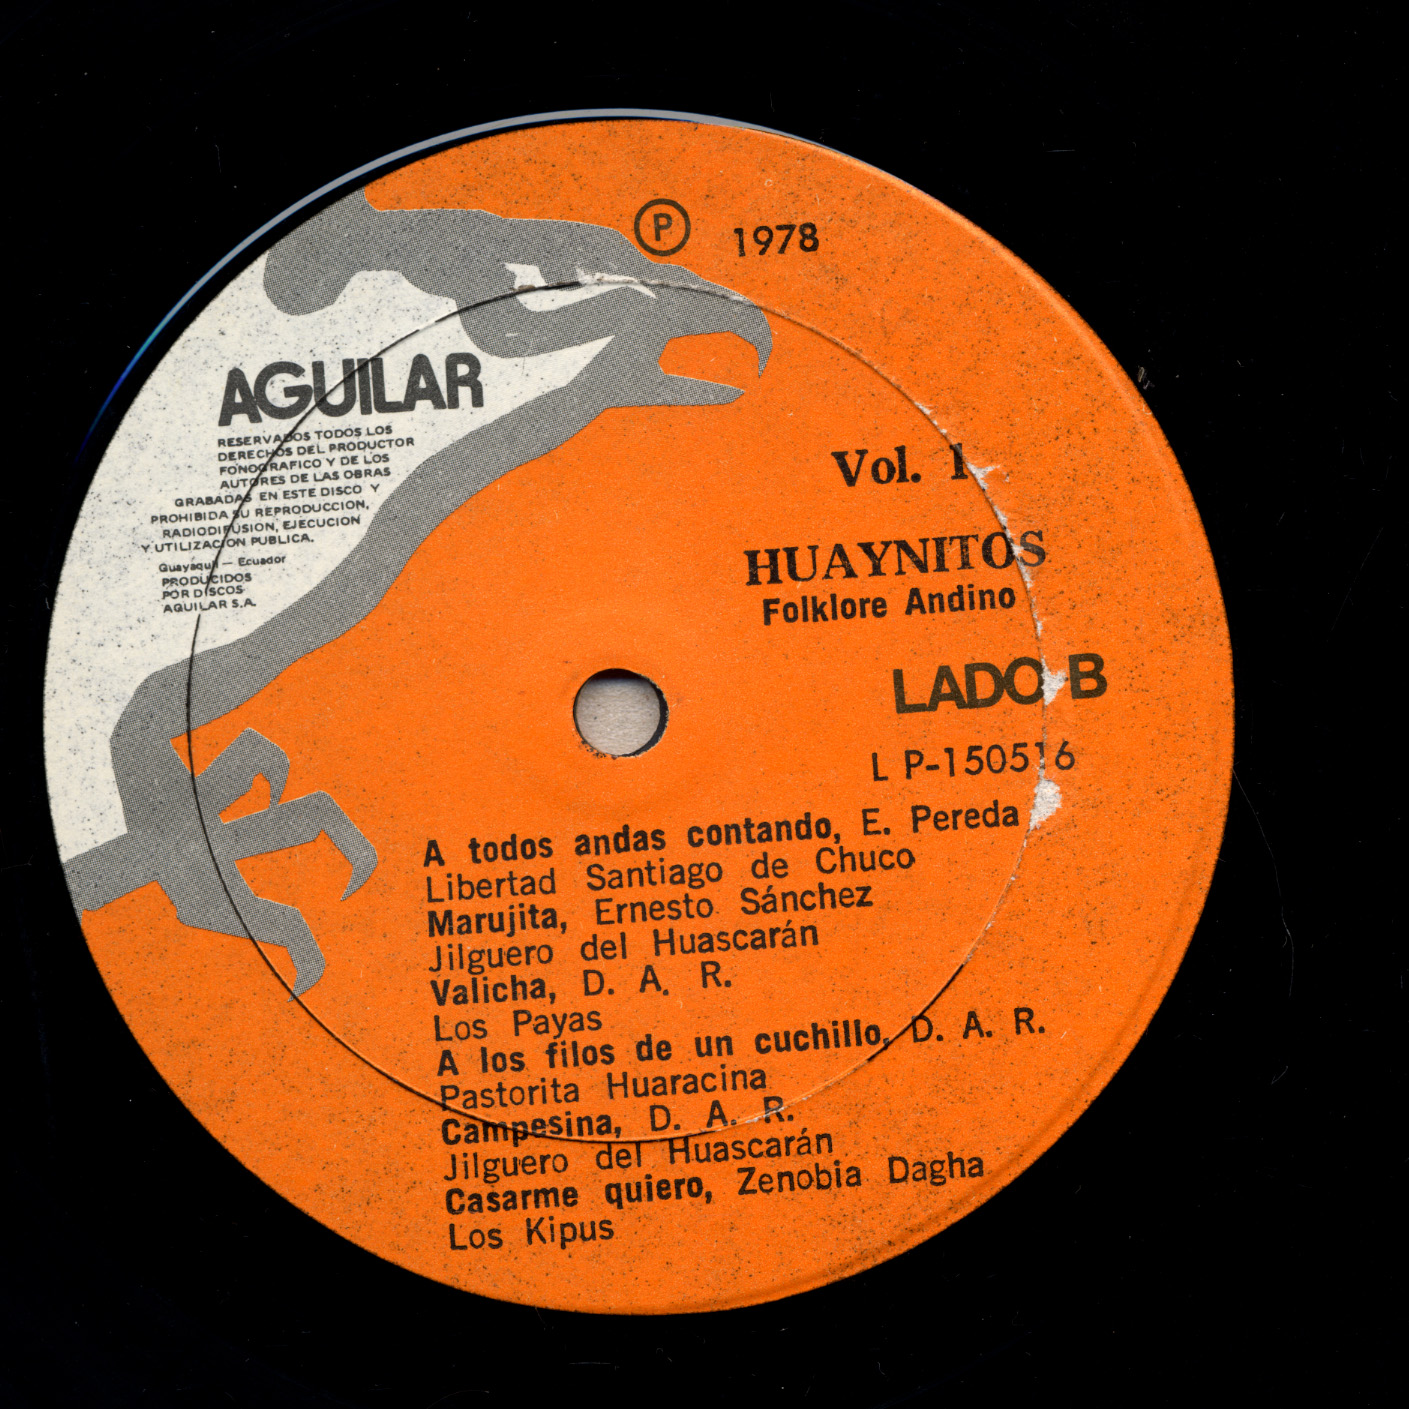 ℗ 1978
AGUILAR
RESERVADOS TODOS LOS
DERECHOS DEL PRODUCTOR
FONOGRAFICO Y DE LOS
AUTORES DE LAS OBRAS
GRABADAS EN ESTE DISCO Y
PROHIBIDA SU REPRODUCCION,
RADIODIFUSION, EJECUCION
Y UTILIZACION PUBLICA.
Guayaquil — Ecuador
PRODUCIDOS
POR DISCOS
AGUILAR S.A.
Vol. 1
HUAYNITOS
Folklore Andino
LADO B
LP-150516
A todos andas contando, E. Pereda
Libertad Santiago de Chuco
Marujita, Ernesto Sánchez
Jilguero del Huascarán
Valicha, D. A. R.
Los Payas
A los filos de un cuchillo, D. A. R.
Pastorita Huaracina
Campesina, D. A. R.
Jilguero del Huascarán
Casarme quiero, Zenobia Dagha
Los Kipus